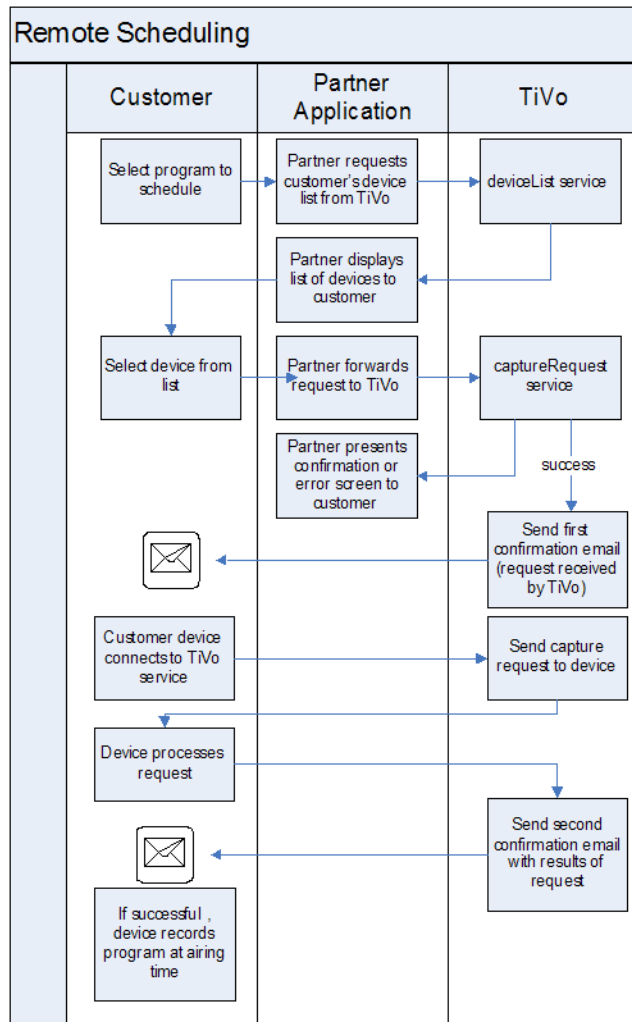 Remote Scheduling
Customer
Partner
Application
TiVo
Select program to
schedule
Partner requests
customer's device
list from TiVo
deviceList service
Partner displays
list of devices to
customer
Select device from
list
Partner forwards
request to TiVo
captureRequest
service
Partner presents
confirmation or
error screen to
customer
success
Send first
confirmation email
(request received
by TiVo)
Customer device
connects to TiVo
service
Send capture
request to device
Device processes
request
Send second
confirmation email
with results of
request
If successful ,
device records
program at airing
time